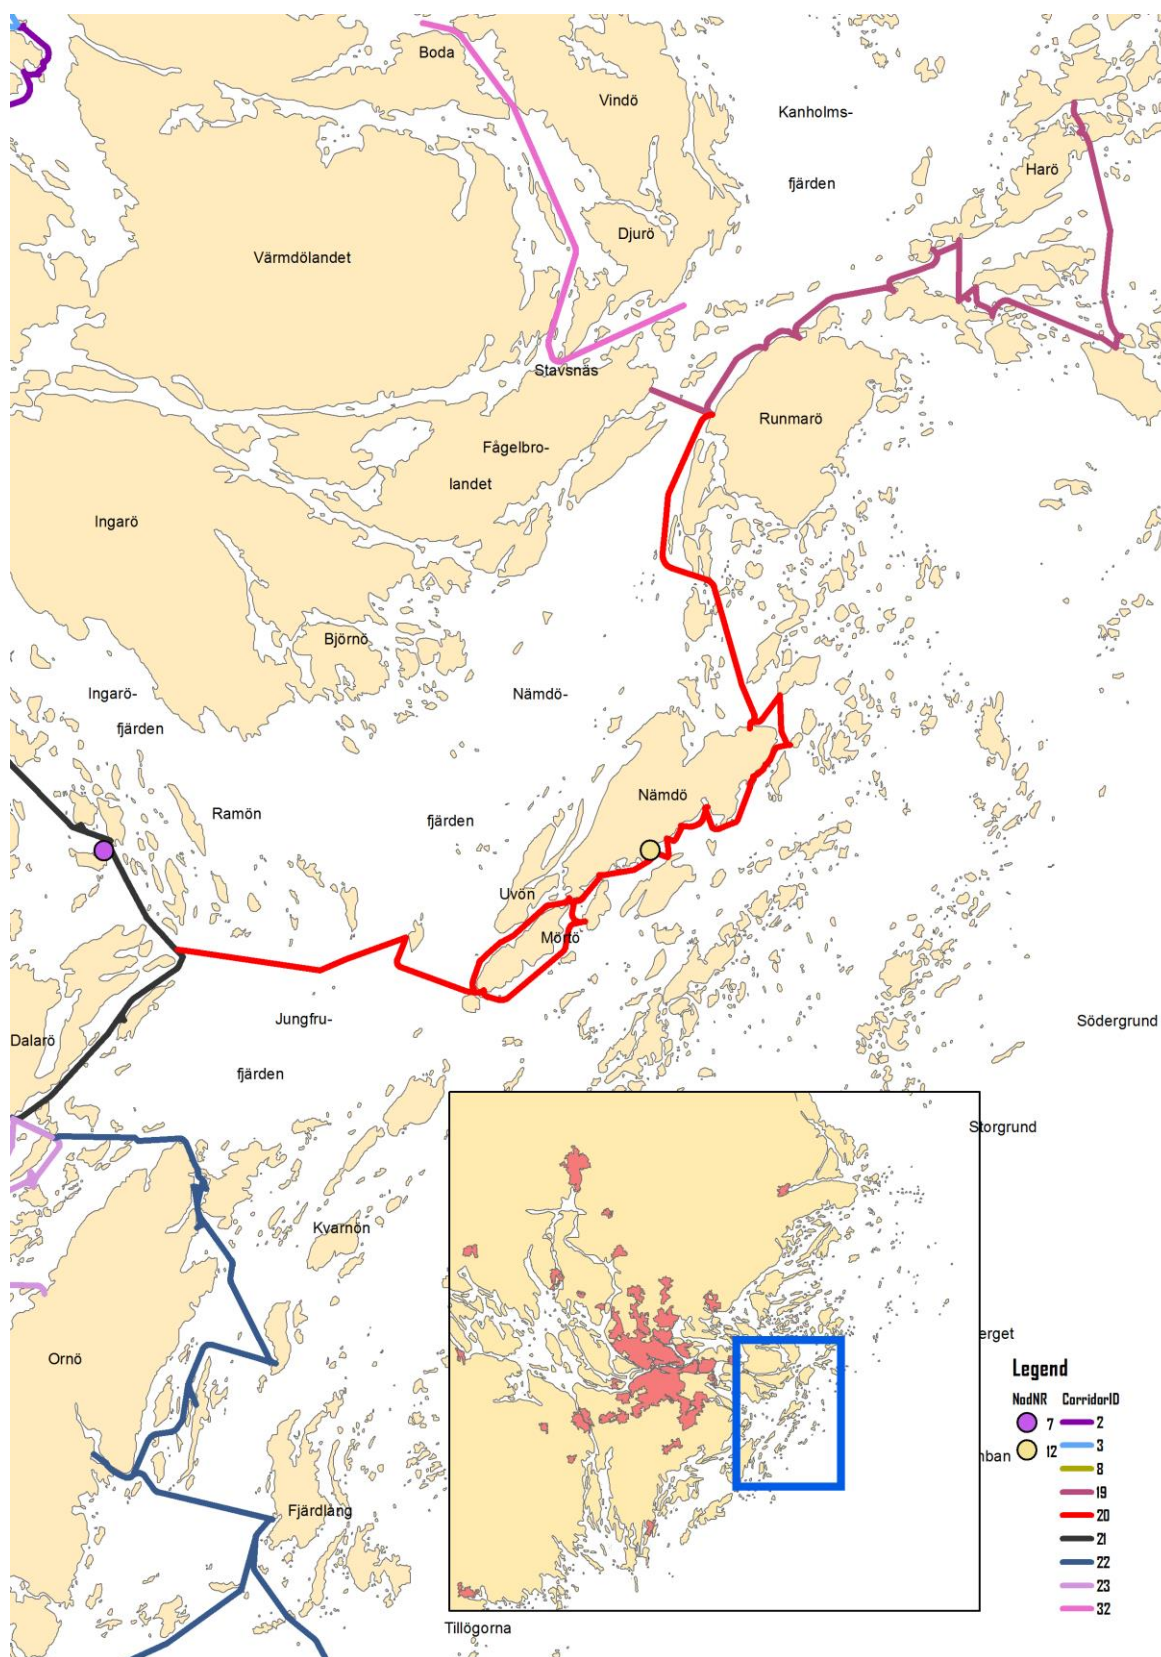 Boda
Vindö
Kanholms-
fjärden
Harö
Djurö
Värmdölandet
Stavsnäs
Runmarö
Fågelbro-
landet
Ingarö
Björnö
Ingarö-
fjärden
Nämdö-
Nämdö
Ramön
fjärden
Uvön
Mörtö
Jungfru-
Södergrund
Dalarö
fjärden
Storgrund
Kvarnön
erget
Ornö
Legend
NodNR CorridorID
7 2
12 3
8
19
20
21
22
23
32
nban
Fjärdlång
Tillögorna